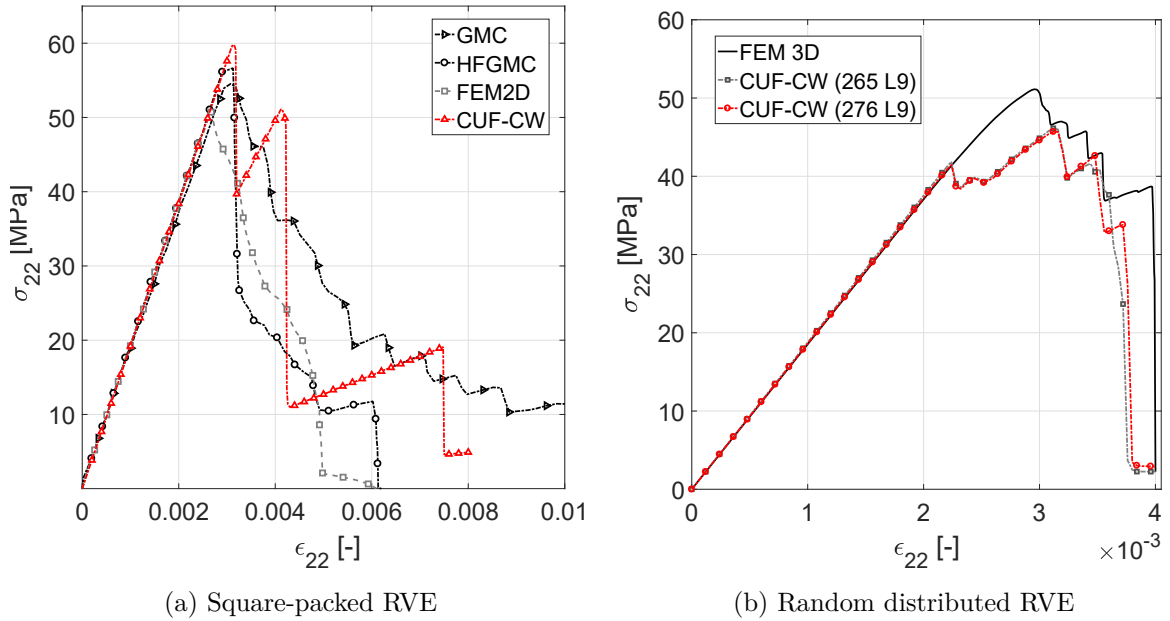 60
50
40
30
20
10
σ22 [MPa]
0
0.002
0.004
0.006
0.008
0.01
ϵ22 [-]
GMC
HFGMC
FEM2D
CUF-CW
(a) Square-packed RVE
60
50
40
30
20
10
0
σ22 [MPa]
0
1
2
3
4
×10-3
ϵ22 [-]
FEM 3D
CUF-CW (265 L9)
CUF-CW (276 L9)
(b) Random distributed RVE